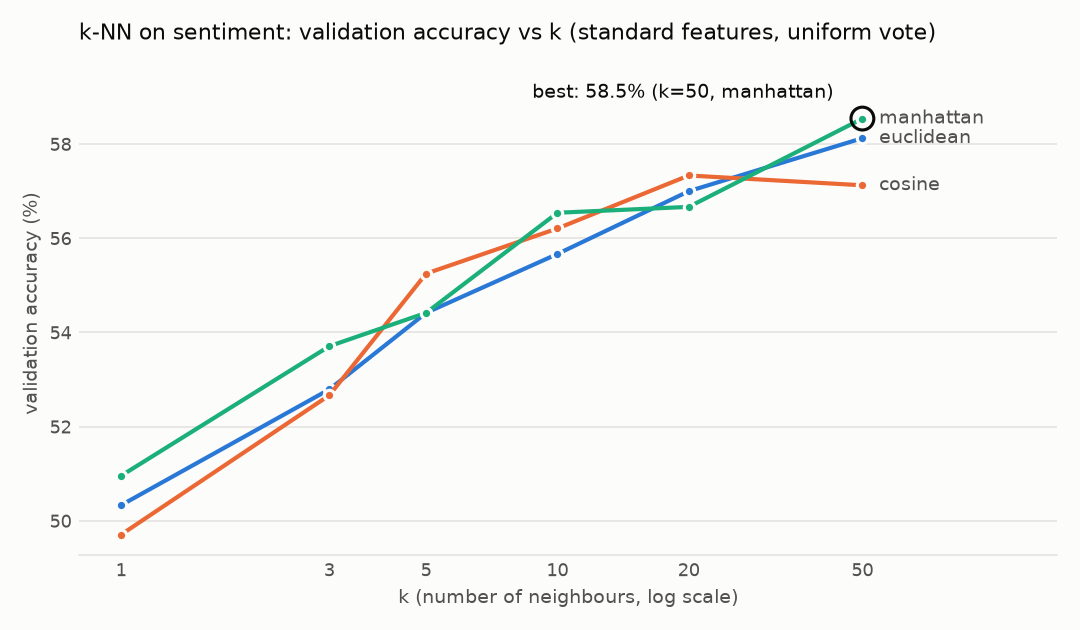 k-NN on sentiment: validation accuracy vs k (standard features, uniform vote)
best: 58.5% (k=50, manhattan)
manhattan
euclidean
cosine
validation accuracy (%)
58
56
54
52
50
1 3 5 10 20 50
k (number of neighbours, log scale)